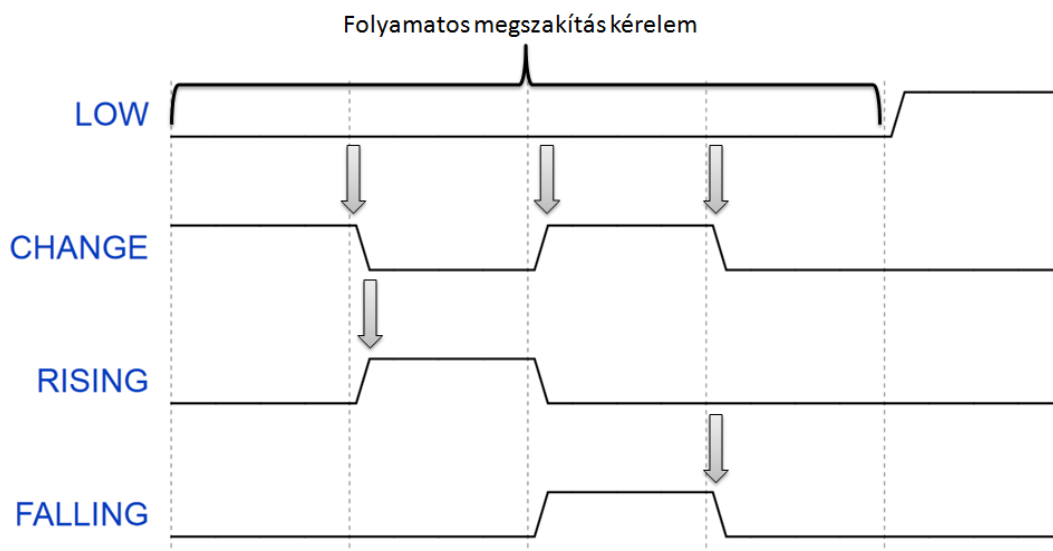 Folyamatos megszakítás kérelem
LOW
CHANGE
RISING
FALLING